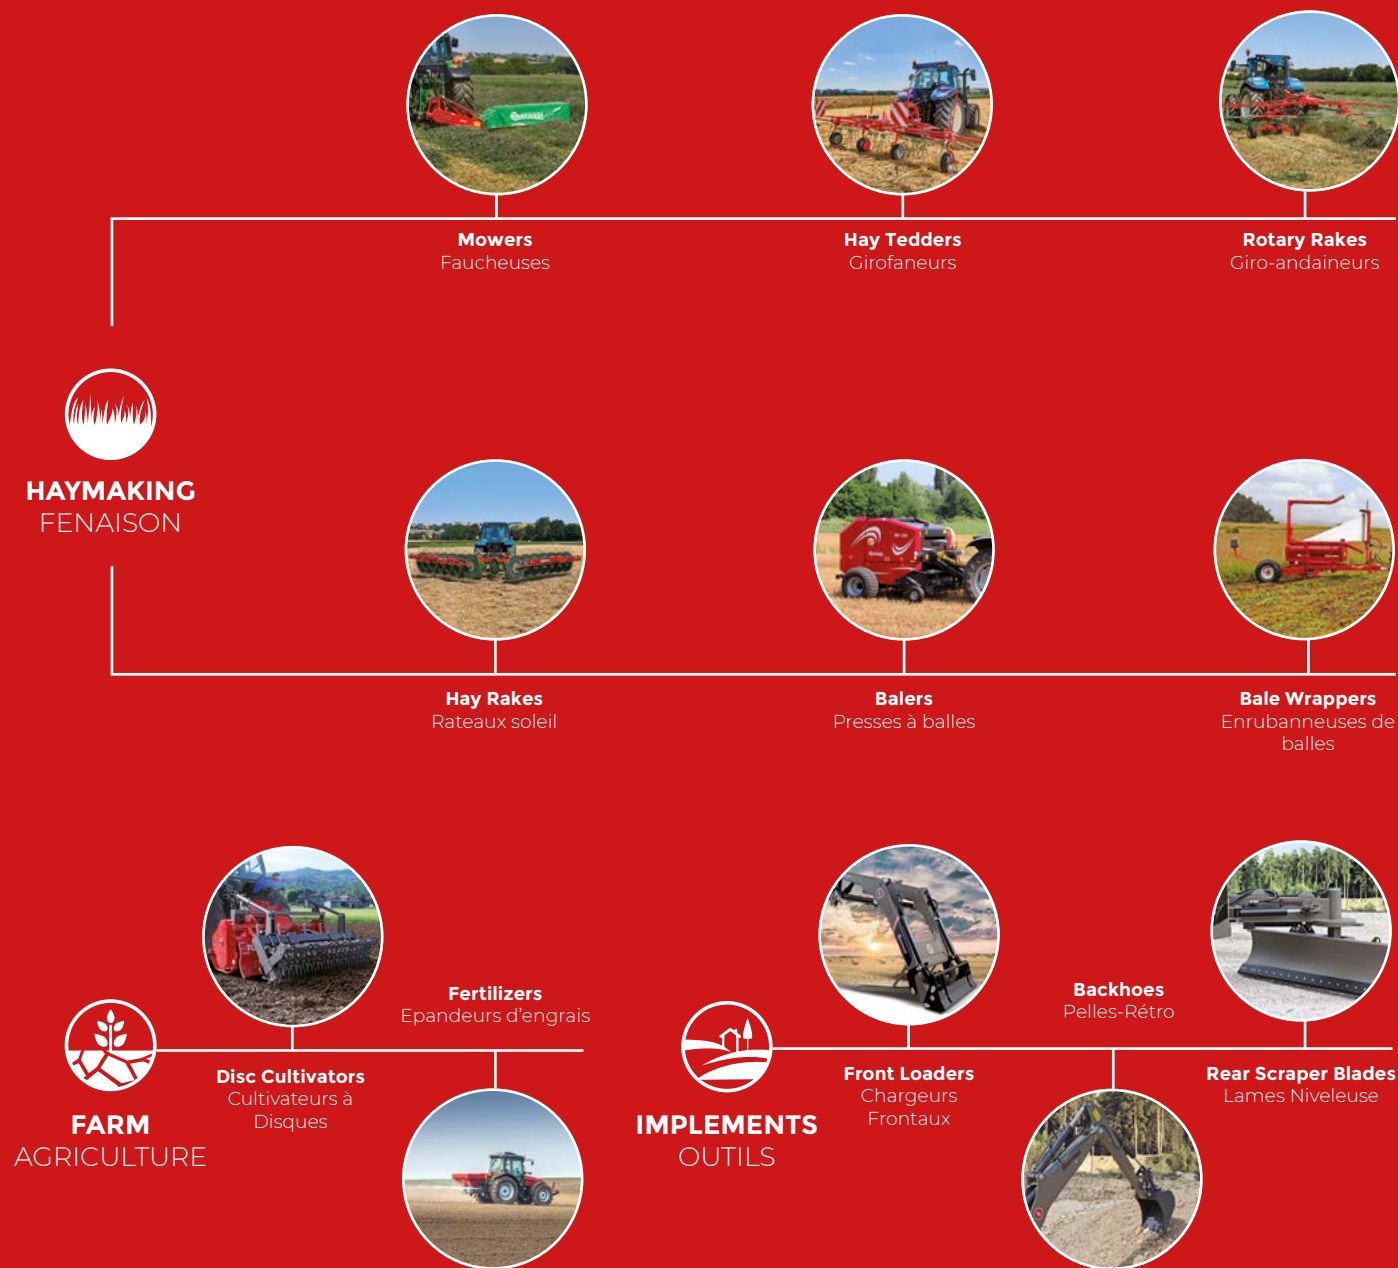 Mowers
Faucheuses
Hay Tedders
Girofaneurs
Rotary Rakes
Giro-andaineurs
HAYMAKING
FENAISON
Hay Rakes
Rateaux soleil
Balers
Presses à balles
Bale Wrappers
Enrubanneuses de
balles
FARM
AGRICULTURE
Disc Cultivators
Cultivateurs à
Disques
Fertilizers
Epandeurs d'engrais
IMPLEMENTS
OUTILS
Front Loaders
Chargeurs
Frontaux
Backhoes
Pelles-Rétro
Rear Scraper Blades
Lames Niveleuse